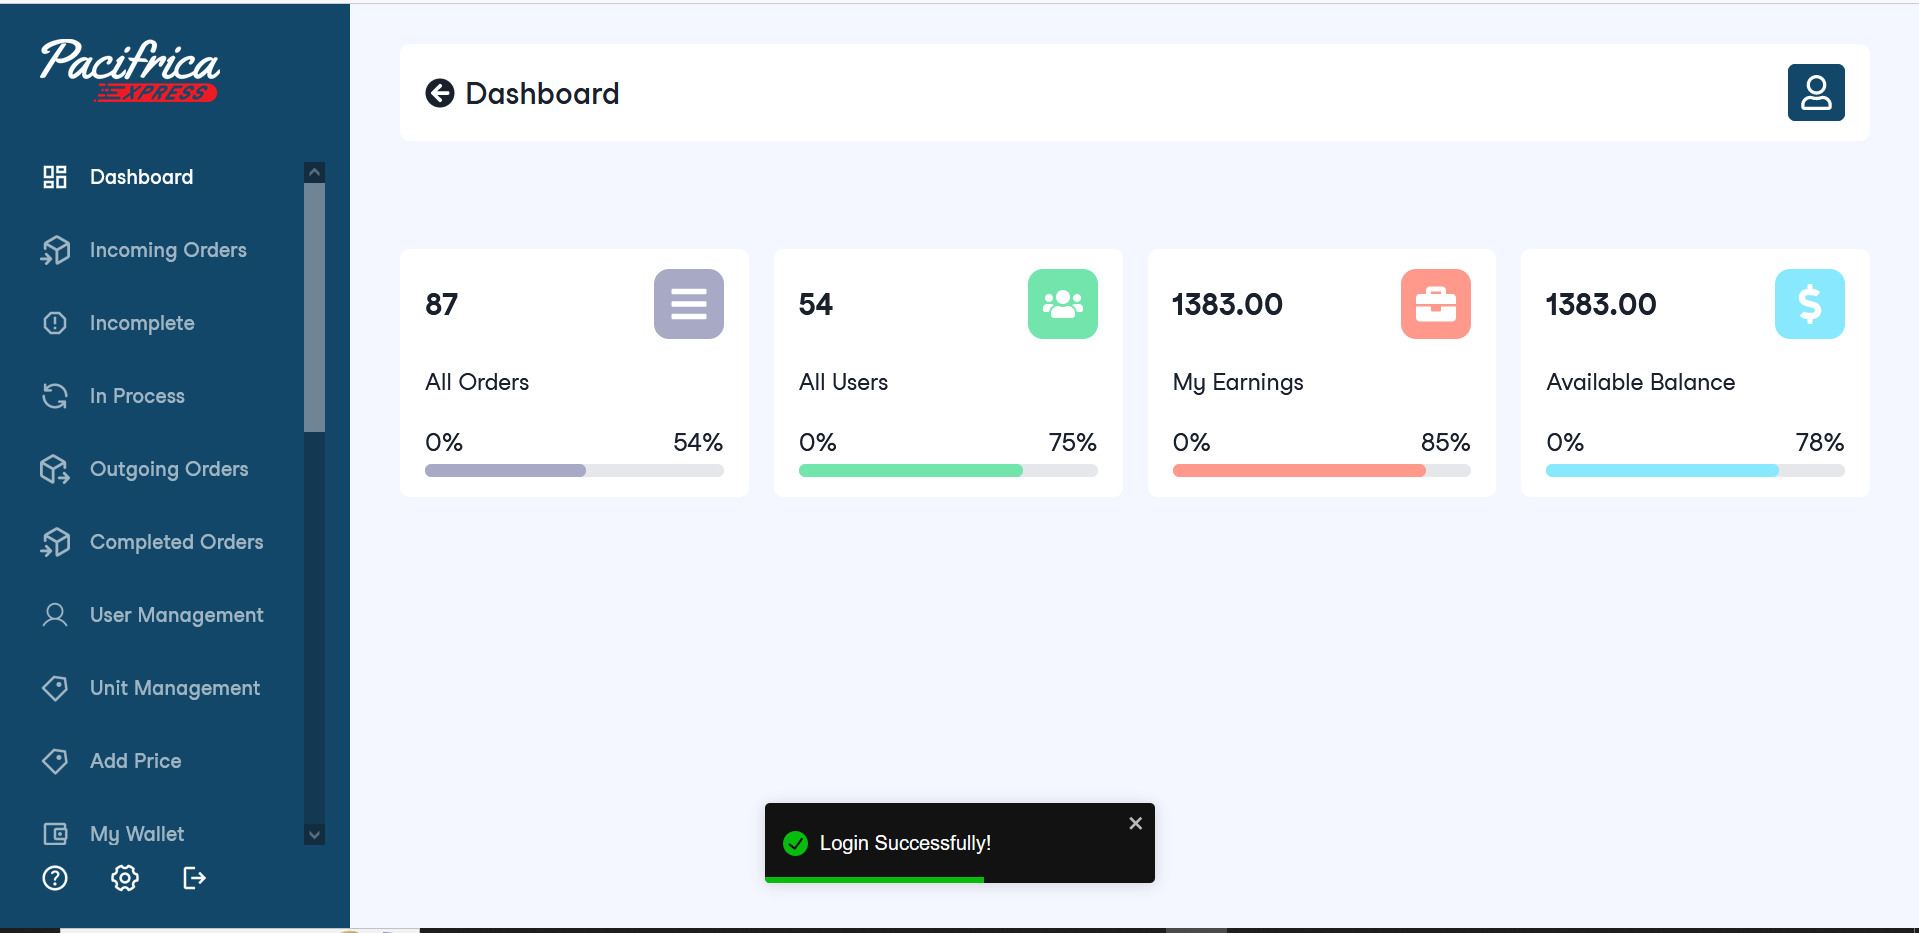 Pacifrica
XPRESS
Dashboard
Incoming Orders
Incomplete
In Process
Outgoing Orders
Completed Orders
User Management
Unit Management
Add Price
My Wallet
Dashboard
87
All Orders
0% 54%
54
All Users
0% 75%
1383.00
My Earnings
0% 85%
1383.00
Available Balance
0% 78%
Login Successfully!